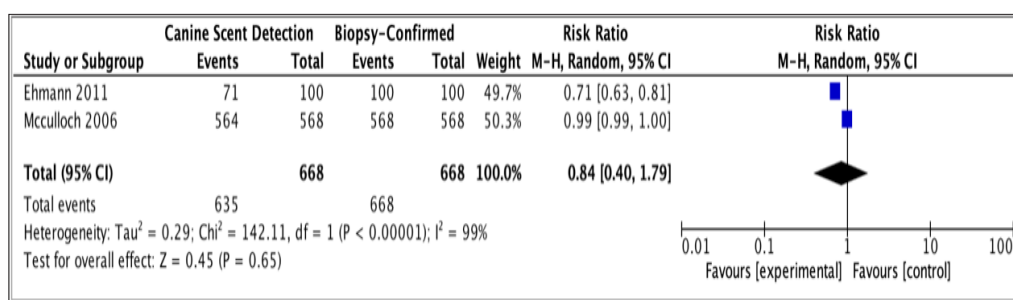 Canine Scent Detection Biopsy-Confirmed Risk Ratio Risk Ratio
Study or Subgroup Events Total Events Total Weight M-H, Random, 95% CI M-H, Random, 95% CI
Ehmann 2011 71 100 100 100 49.7% 0.71 [0.63, 0.81]
Mcculloch 2006 564 568 568 568 50.3% 0.99 [0.99, 1.00]
Total (95% CI) 668 668 100.0% 0.84 [0.40, 1.79]
Total events 635 668
Heterogeneity: Tau² = 0.29; Chi² = 142.11, df = 1 (P < 0.00001); I² = 99%
Test for overall effect: Z = 0.45 (P = 0.65)
0.01 0.1 1 10 100
Favours [experimental] Favours [control]